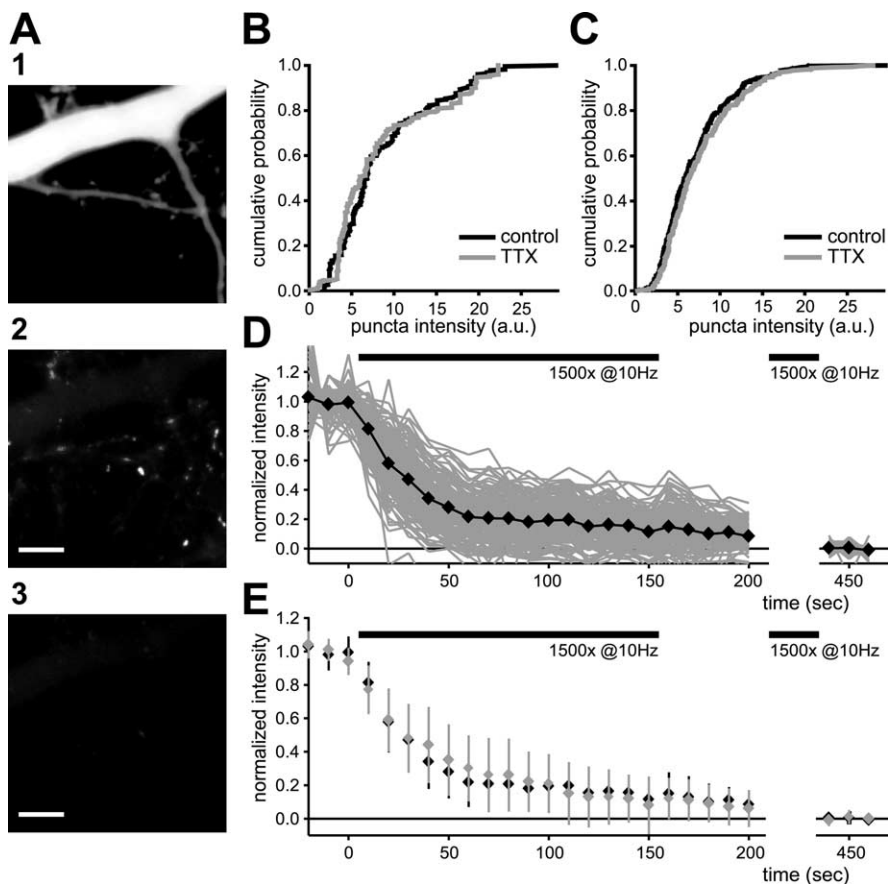 A
1
2
3
B
cumulative probability
1.0
0.8
0.6
0.4
0.2
0.0
control
TTX
0 5 10 15 20 25
puncta intensity (a.u.)
C
cumulative probability
1.0
0.8
0.6
0.4
0.2
0.0
control
TTX
0 5 10 15 20 25
puncta intensity (a.u.)
D
normalized intensity
1.2
1.0
0.8
0.6
0.4
0.2
0.0
1500x @10Hz
1500x @10Hz
0 50 100 150 200 450
time (sec)
E
normalized intensity
1.2
1.0
0.8
0.6
0.4
0.2
0.0
1500x @10Hz
1500x @10Hz
0 50 100 150 200 450
time (sec)